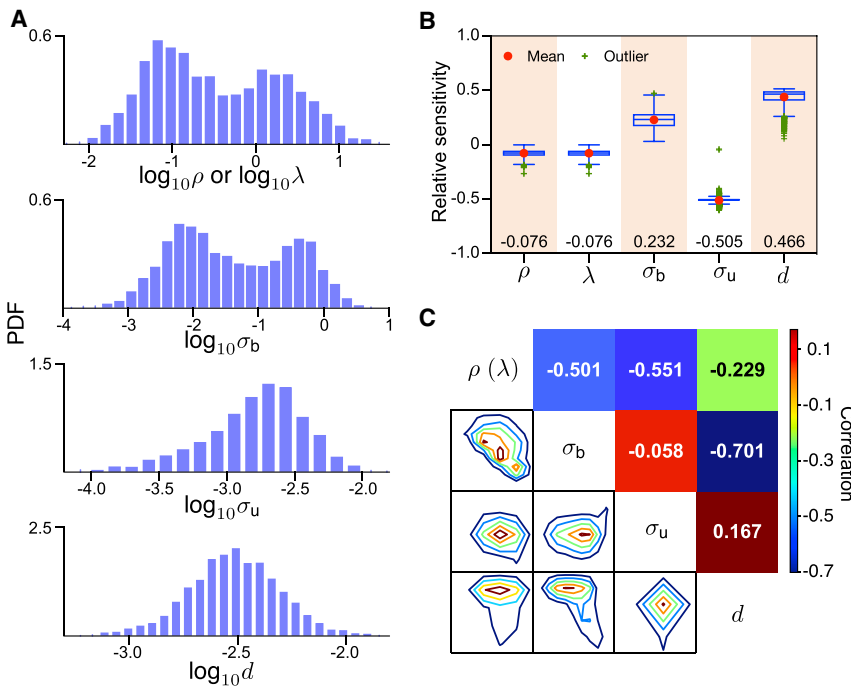 A
0.6
-2
-1
0
1
log10ρ or log10λ
0.6
-4
-3
-2
-1
0
1
log10σb
PDF
1.5
-4.0
-3.5
-3.0
-2.5
-2.0
log10σu
2.5
-3.0
-2.5
-2.0
log10d
B
1.0
0.5
0
-0.5
-1.0
Relative sensitivity
Mean
Outlier
-0.076
-0.076
0.232
-0.505
0.466
ρ
λ
σb
σu
d
C
ρ (λ)
-0.501
-0.551
-0.229
σb
-0.058
-0.701
σu
0.167
d
0.1
-0.1
-0.3
-0.5
-0.7
Correlation